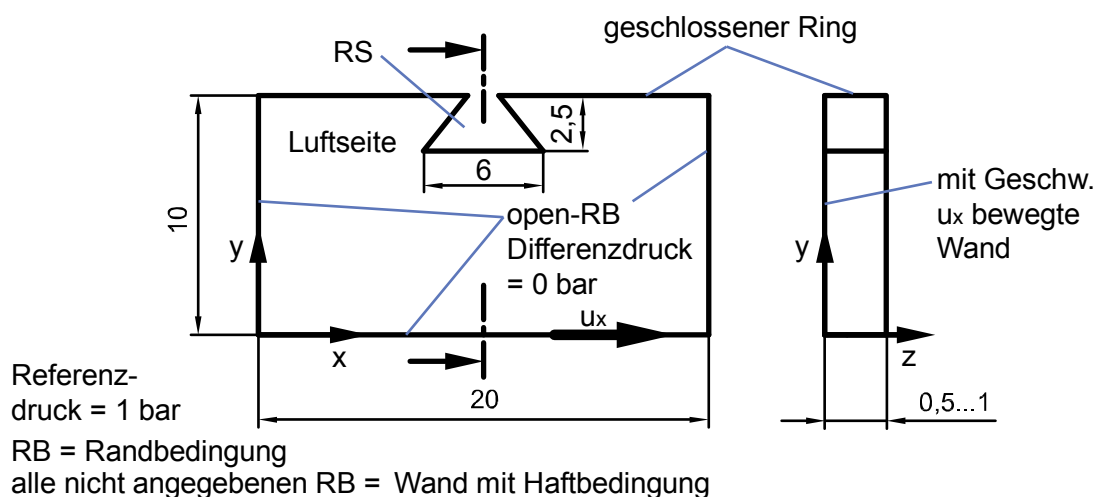 geschlossener Ring
RS
10
Luftseite
2,5
6
open-RB
Differenzdruck
= 0 bar
mit Geschw.
ux bewegte
Wand
y
y
ux
x
z
Referenz-
druck = 1 bar
20
0,5...1
RB = Randbedingung
alle nicht angegebenen RB = Wand mit Haftbedingung